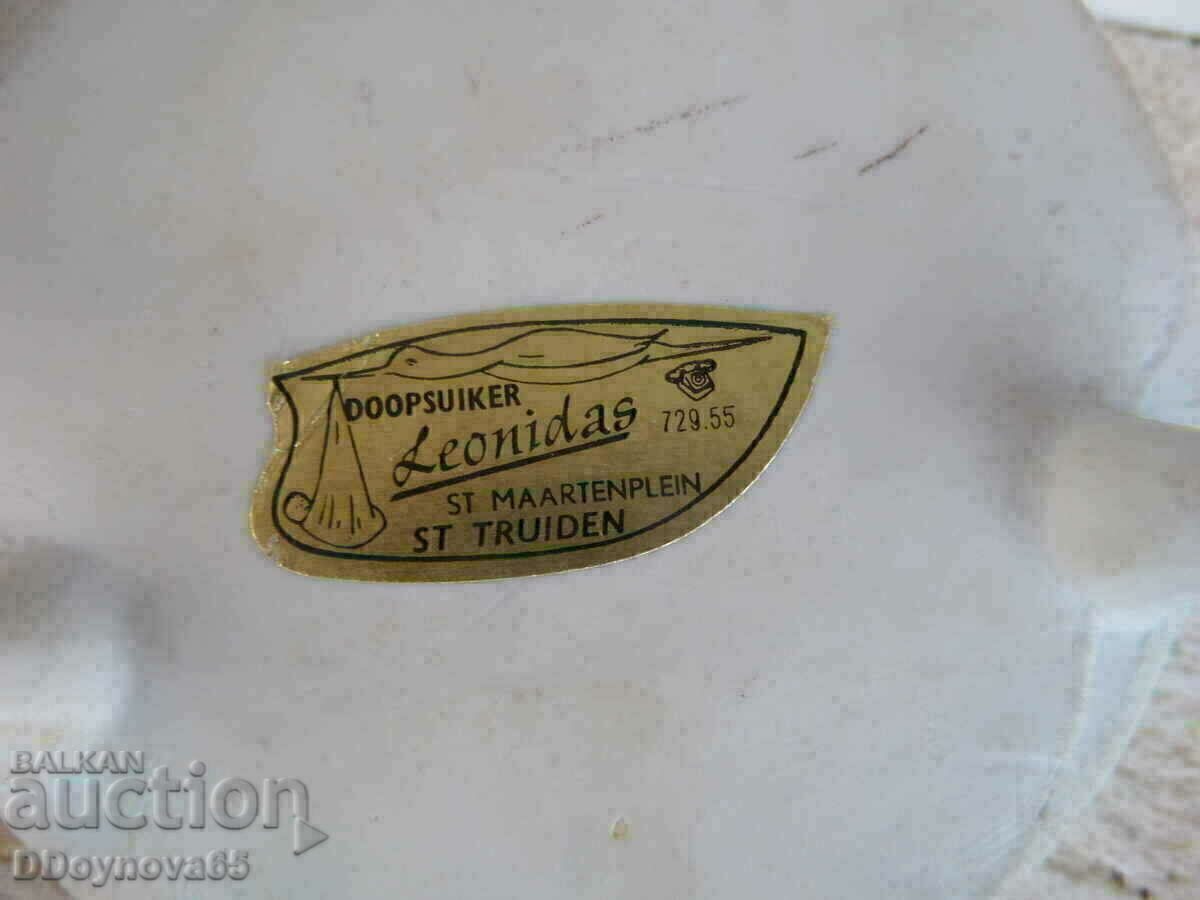 DOOPSUIKER
Leonidas
729.55
ST MAARTENPLEIN
ST TRUIDEN
BALKAN
auction
DDoynova65